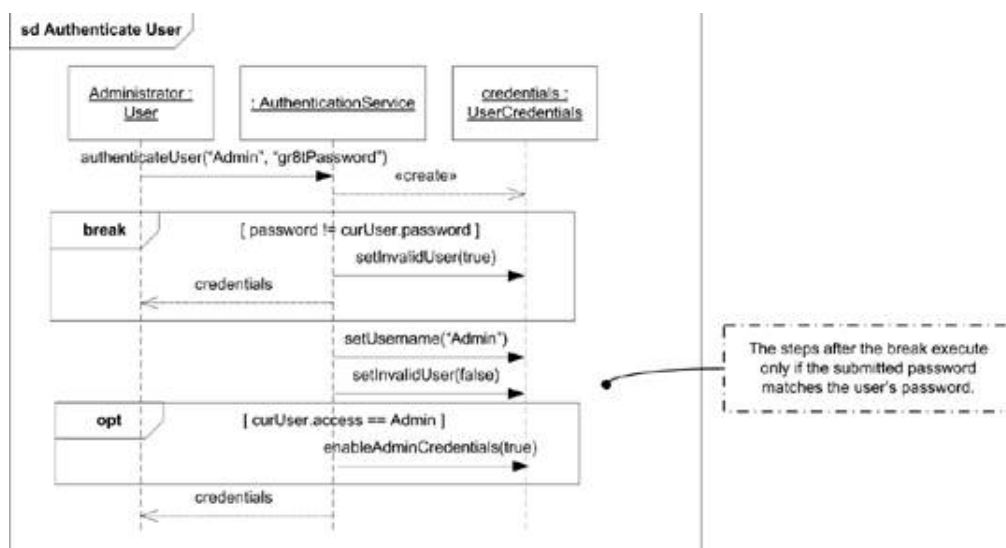 sd Authenticate User
Administrator :
User
: AuthenticationService
credentials :
UserCredentials
authenticateUser("Admin", "gr8tPassword")
«create»
break
[ password != curUser.password ]
setInvalidUser(true)
credentials
setUsername("Admin")
setInvalidUser(false)
The steps after the break execute
only if the submitted password
matches the user's password.
opt
[ curUser.access == Admin ]
enableAdminCredentials(true)
credentials